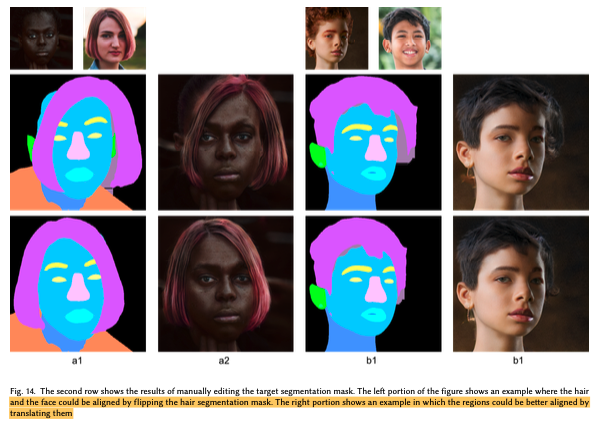 a1
a2
b1
b1
Fig. 14. The second row shows the results of manually editing the target segmentation mask. The left portion of the figure shows an example where the hair
and the face could be aligned by flipping the hair segmentation mask. The right portion shows an example in which the regions could be better aligned by
translating them